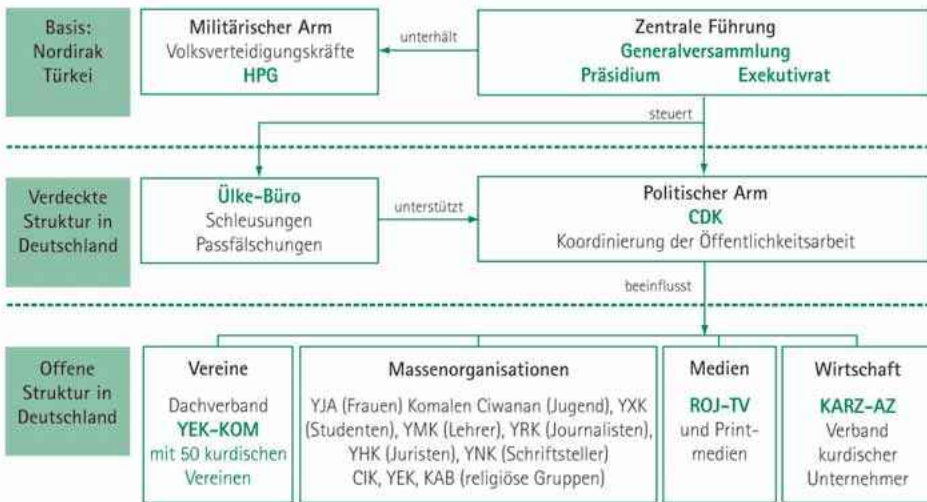 Basis:
Nordirak
Türkei
Militärischer Arm
Volksverteidigungskräfte
HPG
unterhält
Zentrale Führung
Generalversammlung
Präsidium Exekutivrat
steuert
Verdeckte
Struktur in
Deutschland
Ülke-Büro
Schleusungen
Passfälschungen
unterstützt
Politischer Arm
CDK
Koordinierung der Öffentlichkeitsarbeit
beeinflusst
Offene
Struktur in
Deutschland
Vereine
Dachverband
YEK-KOM
mit 50 kurdischen
Vereinen
Massenorganisationen
YJA (Frauen) Komalen Ciwanan (Jugend), YXK
(Studenten), YMK (Lehrer), YRK (Journalisten),
YHK (Juristen), YNK (Schriftsteller)
CIK, YEK, KAB (religiöse Gruppen)
Medien
ROJ-TV
und Print-
medien
Wirtschaft
KARZ-AZ
Verband
kurdischer
Unternehmer